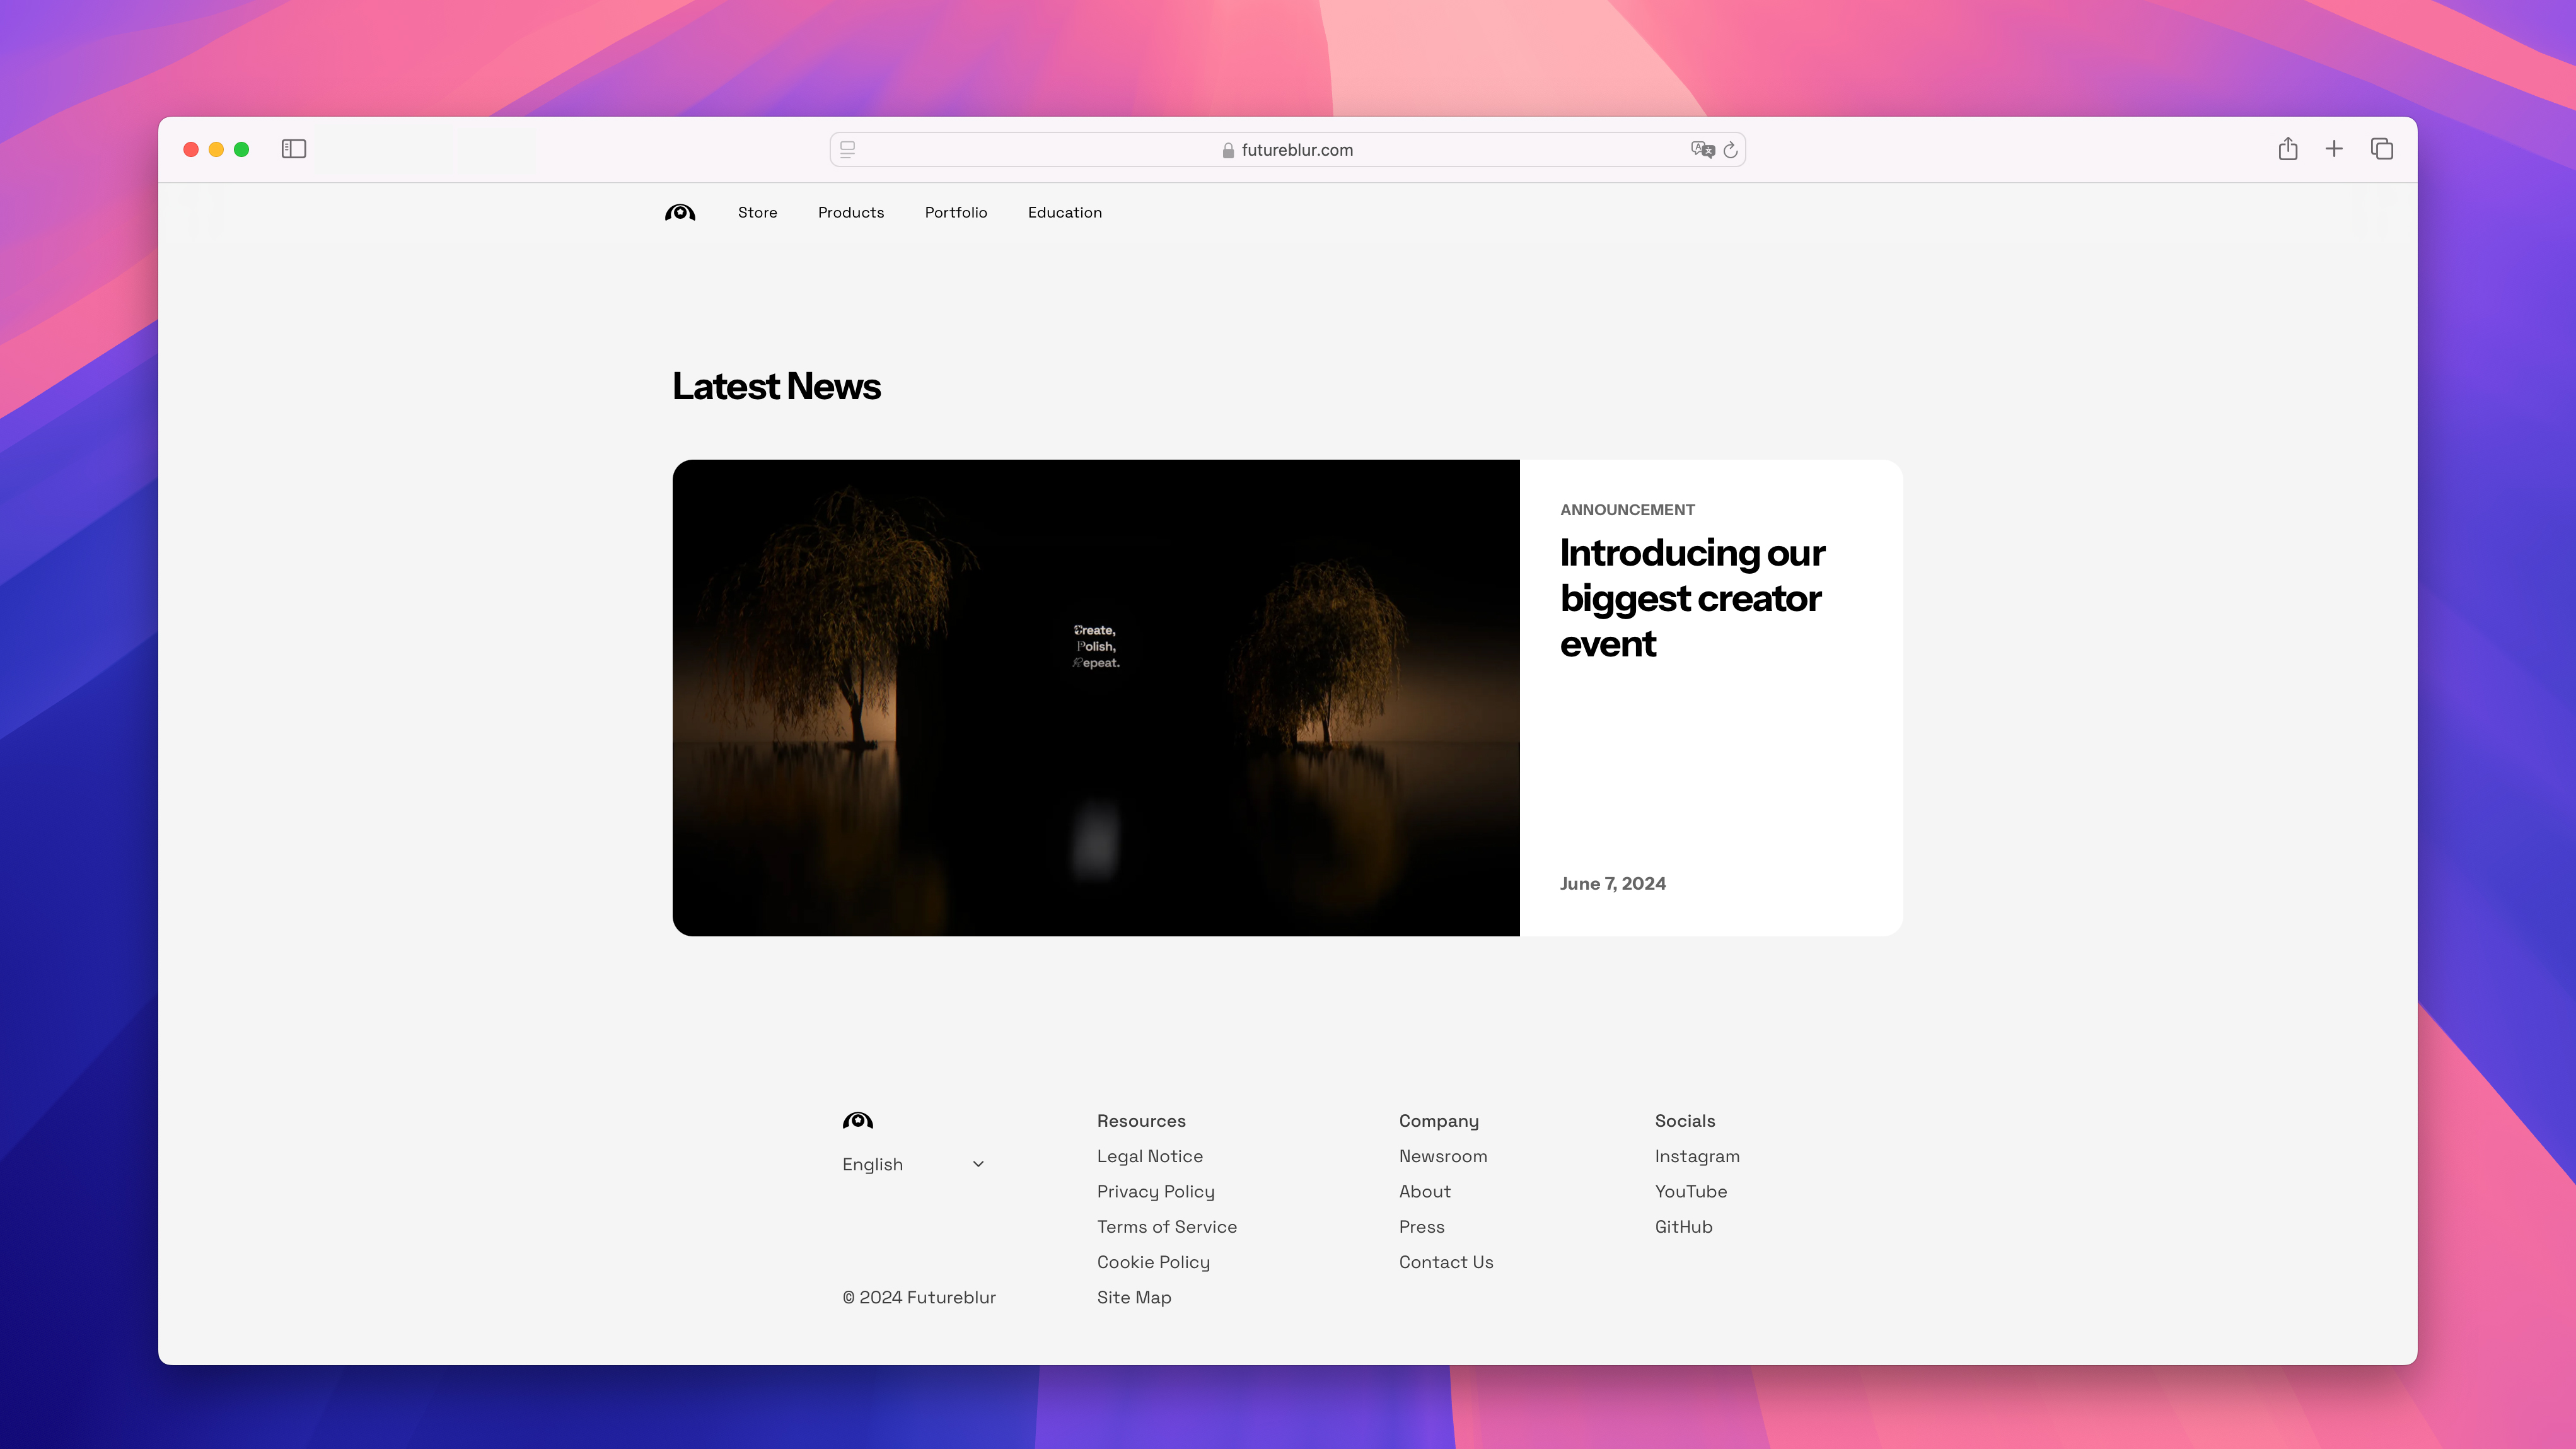 futureblur.com
Store Products Portfolio Education
Latest News
Create,
Polish,
Repeat.
ANNOUNCEMENT
Introducing our
biggest creator
event
June 7, 2024
English
© 2024 Futureblur
Resources
Legal Notice
Privacy Policy
Terms of Service
Cookie Policy
Site Map
Company
Newsroom
About
Press
Contact Us
Socials
Instagram
YouTube
GitHub